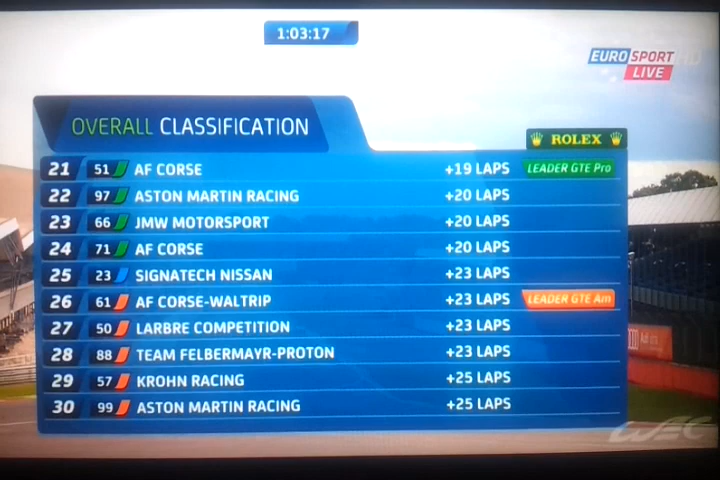 1:03:17
EUROSPORT HD
LIVE
OVERALL CLASSIFICATION
ROLEX
21 51 AF CORSE +19 LAPS LEADER GTE Pro
22 97 ASTON MARTIN RACING +20 LAPS
23 66 JMW MOTORSPORT +20 LAPS
24 71 AF CORSE +20 LAPS
25 23 SIGNATECH NISSAN +23 LAPS
26 61 AF CORSE-WALTRIP +23 LAPS LEADER GTE Am
27 50 LARBRE COMPETITION +23 LAPS
28 88 TEAM FELBERMAYR-PROTON +23 LAPS
29 57 KROHN RACING +25 LAPS
30 99 ASTON MARTIN RACING +25 LAPS
WEC